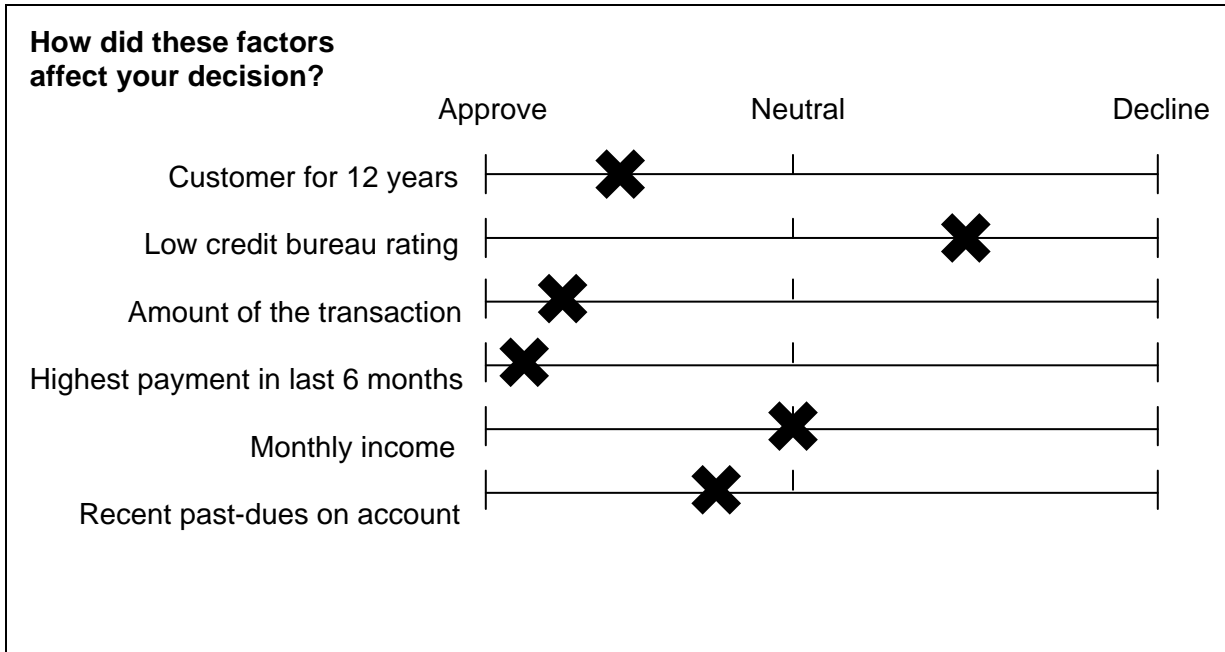 How did these factors
affect your decision?
Approve Neutral Decline
Customer for 12 years
Low credit bureau rating
Amount of the transaction
Highest payment in last 6 months
Monthly income
Recent past-dues on account